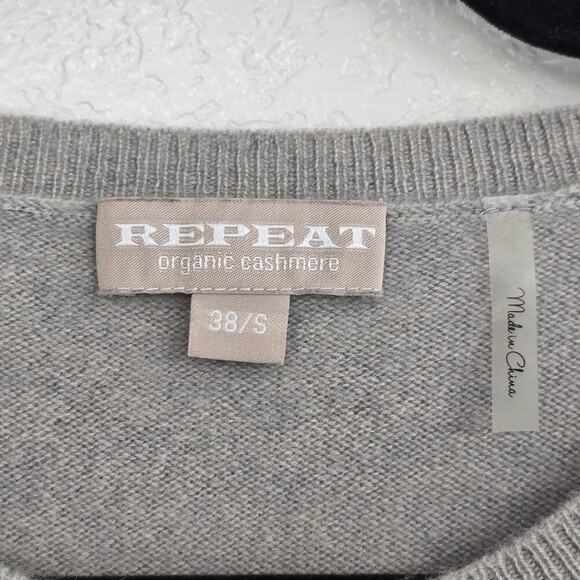 REPEAT
organic cashmere
38/S
Made in China